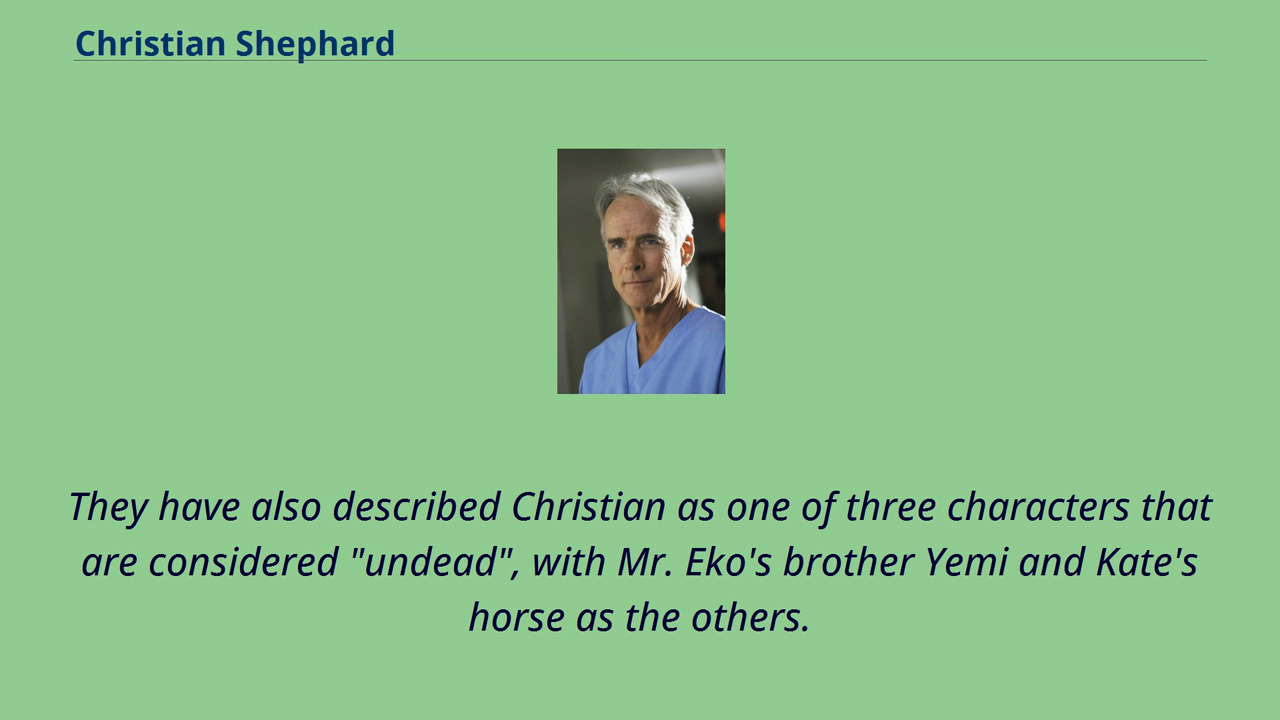 Christian Shephard
They have also described Christian as one of three characters that
are considered "undead", with Mr. Eko's brother Yemi and Kate's
horse as the others.